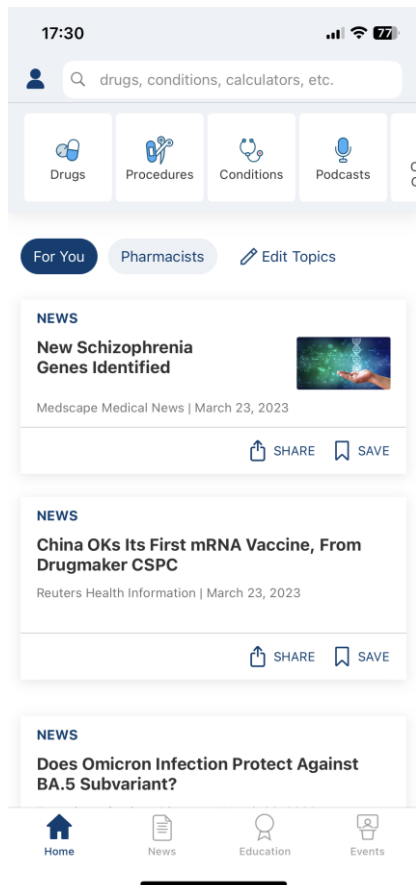 17:30
77
drugs, conditions, calculators, etc.
Drugs
Procedures
Conditions
Podcasts
For You
Pharmacists
Edit Topics
NEWS
New Schizophrenia
Genes Identified
Medscape Medical News | March 23, 2023
SHARE
SAVE
NEWS
China OKs Its First mRNA Vaccine, From
Drugmaker CSPC
Reuters Health Information | March 23, 2023
SHARE
SAVE
NEWS
Does Omicron Infection Protect Against
BA.5 Subvariant?
Home
News
Education
Events